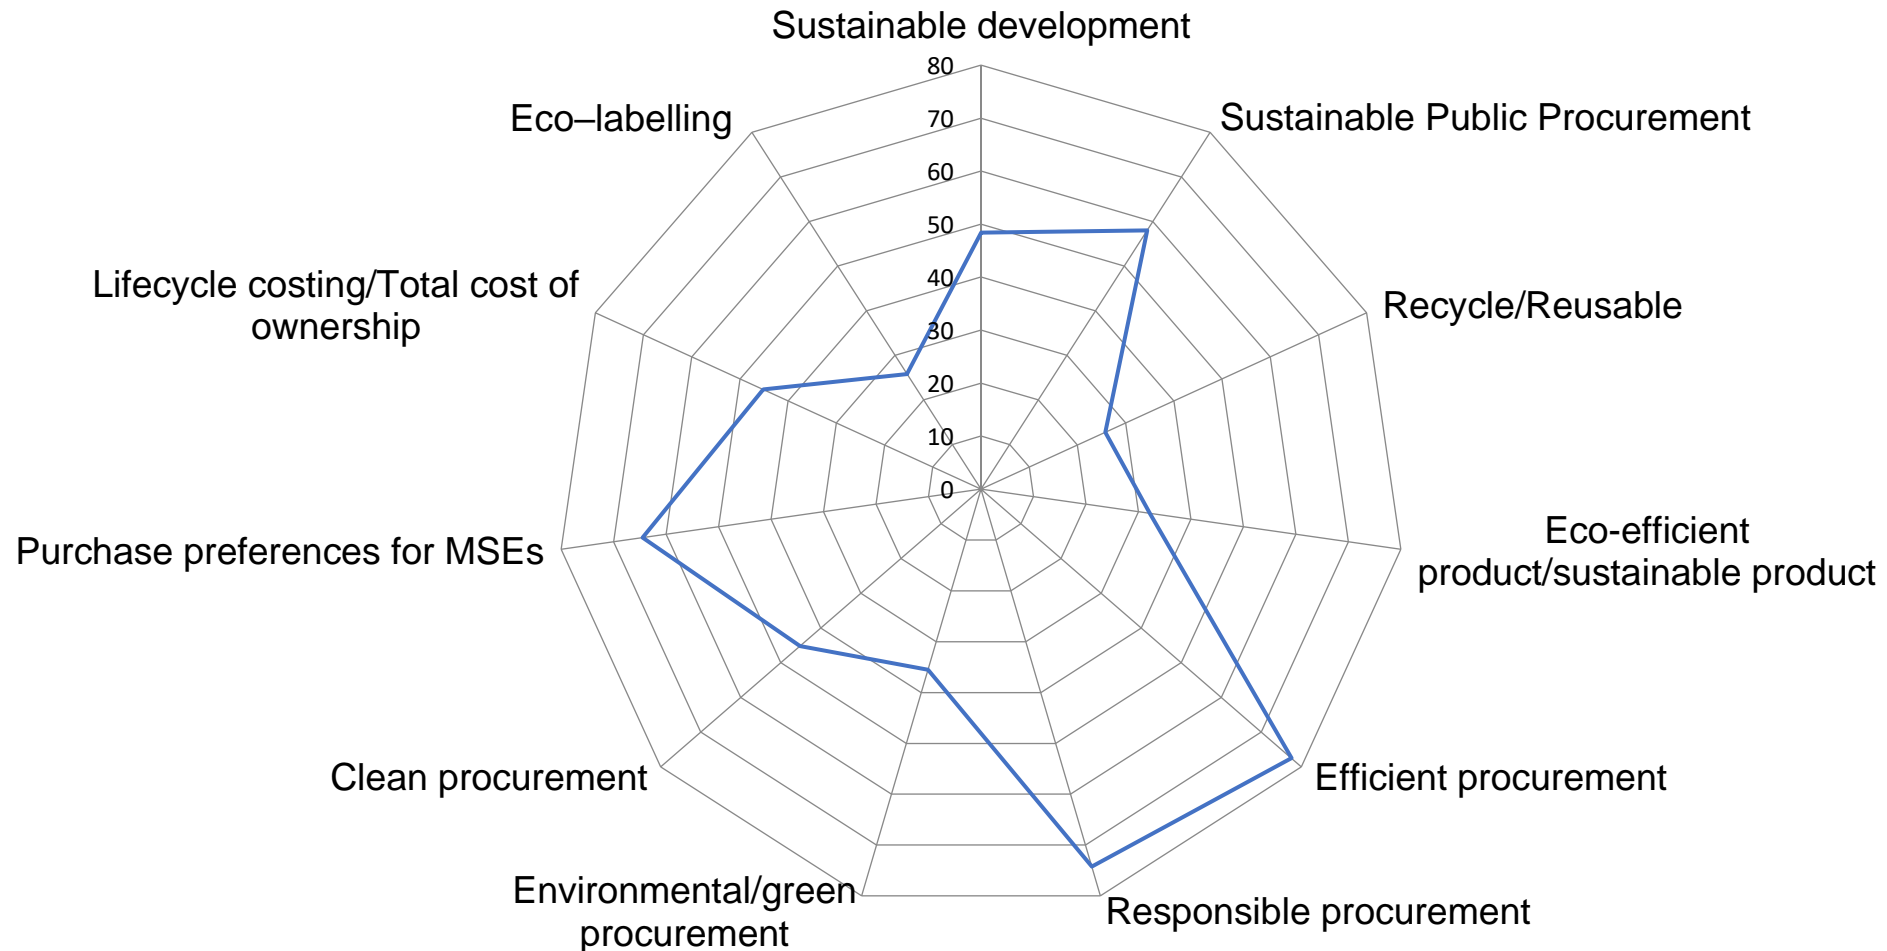 Sustainable development
80
70
60
50
40
30
20
10
0
Sustainable Public Procurement
Recycle/Reusable
Eco-efficient
product/sustainable product
Efficient procurement
Responsible procurement
Environmental/green
procurement
Clean procurement
Purchase preferences for MSEs
Lifecycle costing/Total cost of
ownership
Eco–labelling